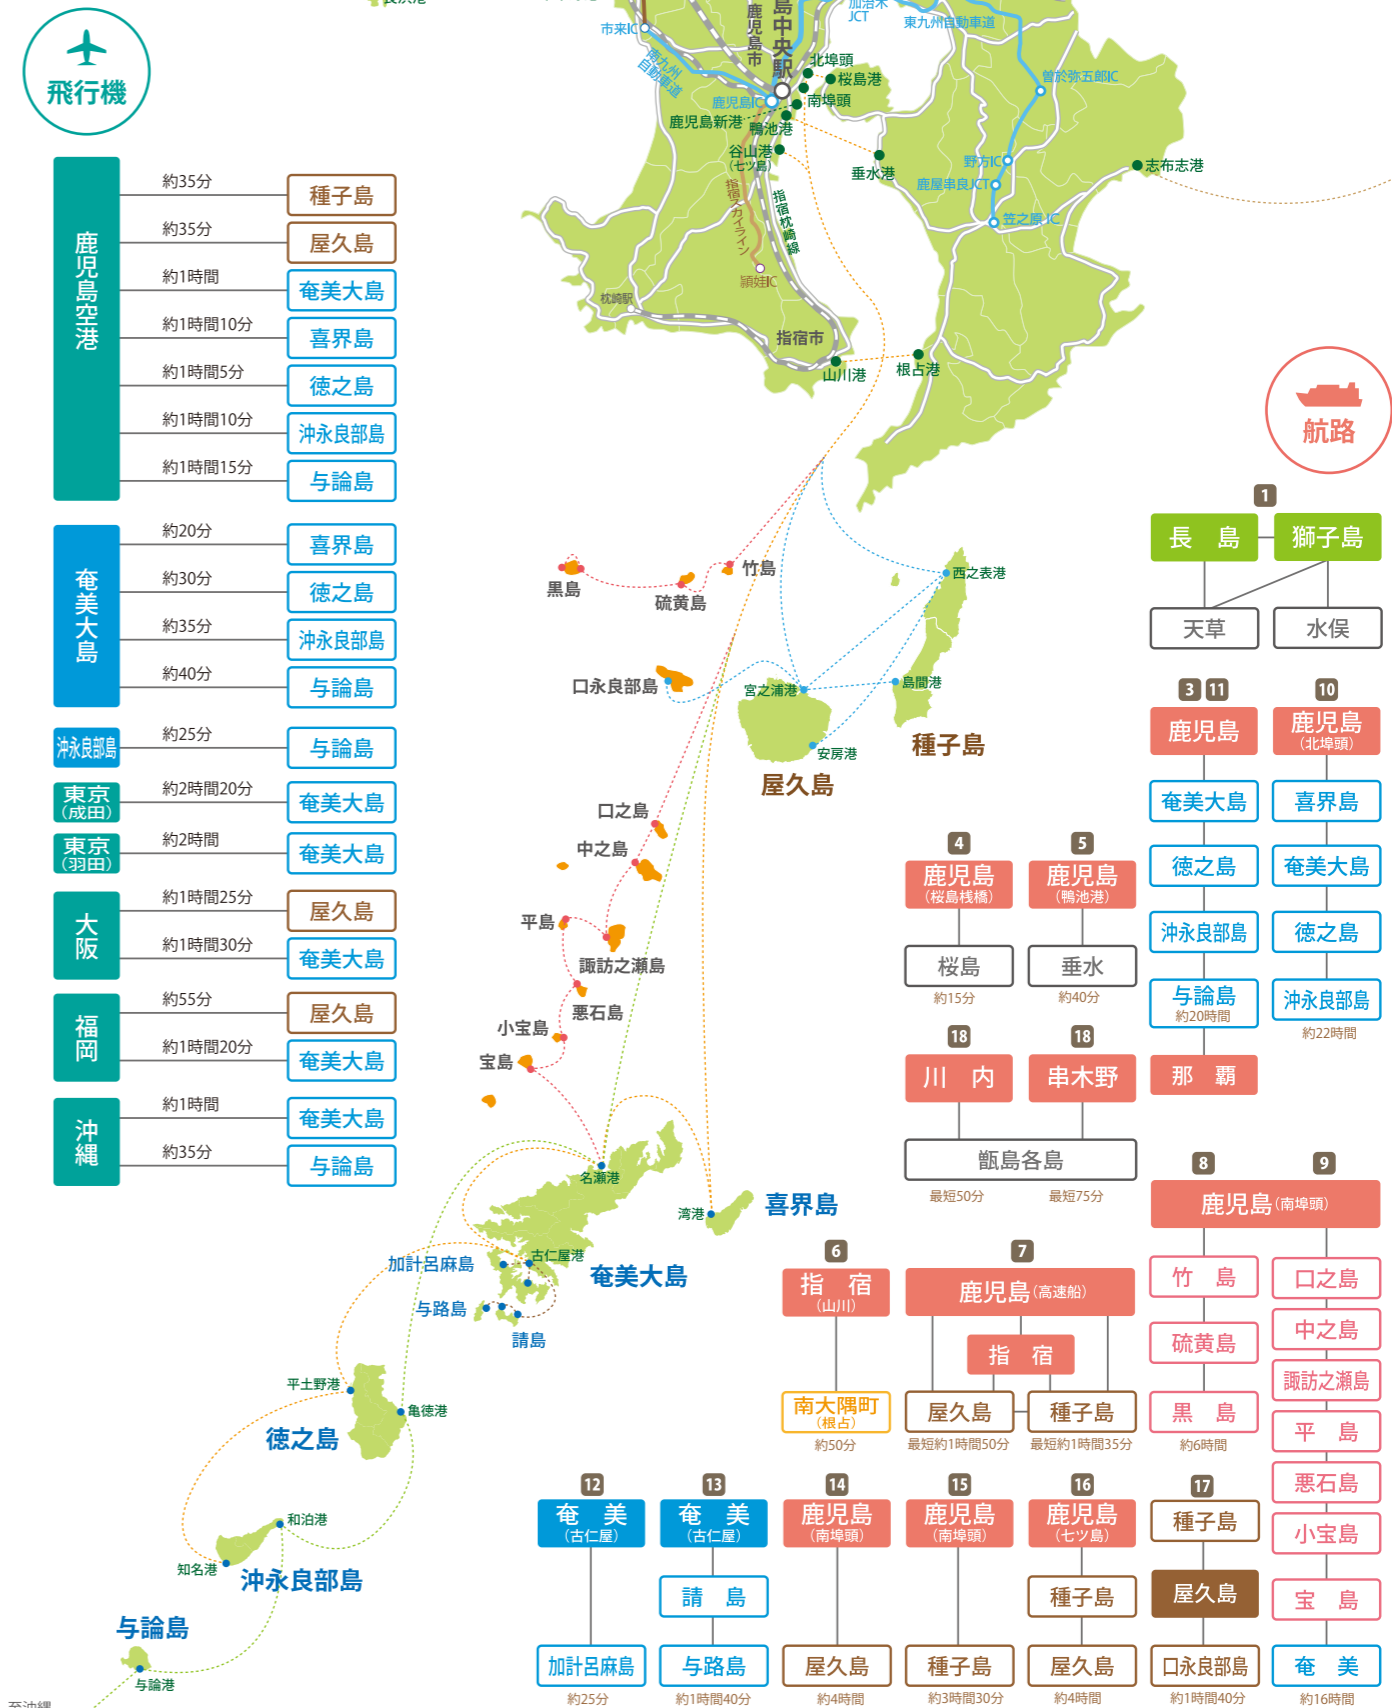 長浜港
市来IC
南九州
自動車道
鹿児島市
島中央駅
加治木
JCT
東九州自動車道
曽於弥五郎IC
北埠頭
桜島港
鹿児島IC
南埠頭
鹿児島新港
鴨池港
谷山港
(七ツ島)
垂水港
野方IC
鹿屋串良JCT
笠之原IC
志布志港
指宿スカイライン
指宿枕崎線
頴娃IC
枕崎駅
指宿市
山川港
根占港
飛行機
鹿児島空港
約35分
種子島
約35分
屋久島
約1時間
奄美大島
約1時間10分
喜界島
約1時間5分
徳之島
約1時間10分
沖永良部島
約1時間15分
与論島
奄美大島
約20分
喜界島
約30分
徳之島
約35分
沖永良部島
約40分
与論島
沖永良部島
約25分
与論島
東京
(成田)
約2時間20分
奄美大島
東京
(羽田)
約2時間
奄美大島
大阪
約1時間25分
屋久島
約1時間30分
奄美大島
福岡
約55分
屋久島
約1時間20分
奄美大島
沖縄
約1時間
奄美大島
約35分
与論島
黒島
硫黄島
竹島
西之表港
口永良部島
宮之浦港
島間港
安房港
種子島
屋久島
口之島
中之島
平島
諏訪之瀬島
悪石島
小宝島
宝島
名瀬港
湾港
喜界島
古仁屋港
加計呂麻島
奄美大島
与路島
請島
平土野港
亀徳港
徳之島
和泊港
知名港
沖永良部島
与論島
与論港
至沖縄
航路
1
長 島
獅子島
天草
水俣
3 11
鹿児島
奄美大島
徳之島
沖永良部島
与論島
約20時間
那 覇
10
鹿児島
(北埠頭)
喜界島
奄美大島
徳之島
沖永良部島
約22時間
4
鹿児島
(桜島桟橋)
桜島
約15分
5
鹿児島
(鴨池港)
垂水
約40分
18
川 内
18
串木野
甑島各島
最短50分
最短75分
6
指 宿
(山川)
南大隅町
(根占)
約50分
7
鹿児島(高速船)
指 宿
屋久島
種子島
最短約1時間50分
最短約1時間35分
8
9
鹿児島(南埠頭)
竹 島
硫黄島
黒 島
約6時間
口之島
中之島
諏訪之瀬島
平 島
悪石島
小宝島
宝 島
奄 美
約16時間
12
奄 美
(古仁屋)
加計呂麻島
約25分
13
奄 美
(古仁屋)
請 島
与路島
約1時間40分
14
鹿児島
(南埠頭)
屋久島
約4時間
15
鹿児島
(南埠頭)
種子島
約3時間30分
16
鹿児島
(七ツ島)
種子島
屋久島
約4時間
17
種子島
屋久島
口永良部島
約1時間40分